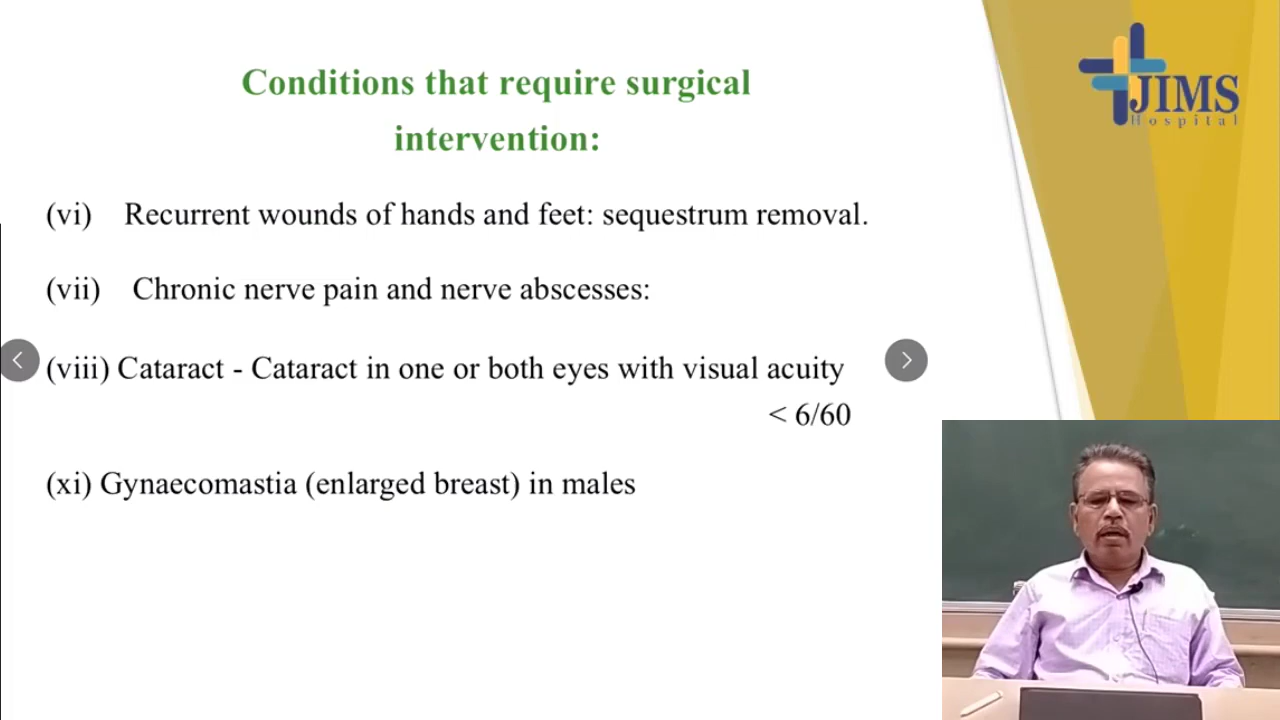 JIMS
Hospital
Conditions that require surgical
intervention:
(vi) Recurrent wounds of hands and feet: sequestrum removal.
(vii) Chronic nerve pain and nerve abscesses:
(viii) Cataract - Cataract in one or both eyes with visual acuity
< 6/60
(xi) Gynaecomastia (enlarged breast) in males